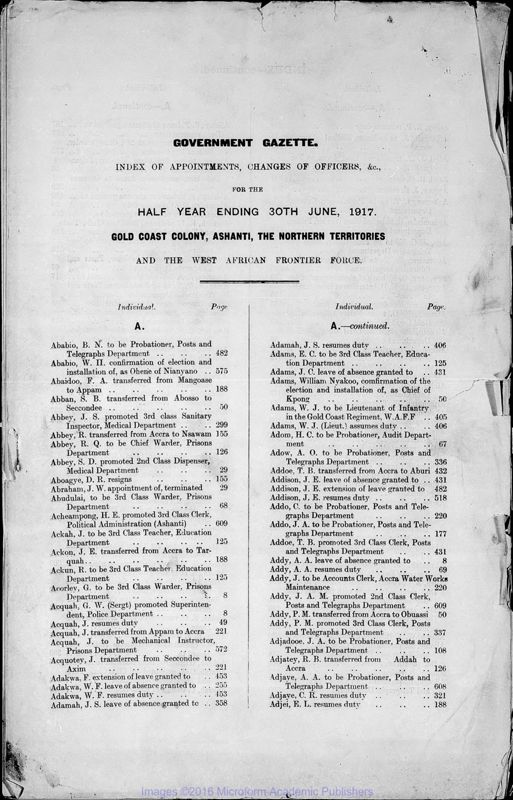 GOVERNMENT GAZETTE.
INDEX OF APPOINTMENTS, CHANGES OF OFFICERS, &c.,
FOR THE
HALF YEAR ENDING 30TH JUNE, 1917.
GOLD COAST COLONY, ASHANTI, THE NORTHERN TERRITORIES
AND THE WEST AFRICAN FRONTIER FORCE.
Individual. Page
A.
Ababio, B. N. to be Probationer, Posts and
Telegraphs Department .. .. .. 482
Ababio, W. II. confirmation of election and
installation of, as Ohene of Nianyano .. 575
Abaidoo, F. A. transferred from Mangoase
to Appam .. .. .. .. 188
Abban, S. B. transferred from Abosso to
Seccondee .. .. .. .. 50
Abbey, J. S. promoted 3rd class Sanitary
Inspector, Medical Department .. .. 299
Abbey, R. transferred from Accra to Nsawam 155
Abbey, R. Q. to be Chief Warder, Prisons
Department .. .. .. .. 126
Abbey, S. D. promoted 2nd Class Dispenser,
Medical Department .. .. .. 29
Aboagye, D. R. resigns .. .. .. 155
Abraham, J. W. appointment of, terminated 29
Abudulai, to be 3rd Class Warder, Prisons
Department .. .. .. .. 68
Acheampong, H. E. promoted 3rd Class Clerk,
Political Administration (Ashanti) .. 609
Ackah, J. to be 3rd Class Teacher, Education
Department .. .. .. .. 125
Ackon, J. E. transferred from Accra to Tar-
quah .. .. .. .. 188
Ackun, R. to be 3rd Class Teacher. Education
Department .. .. .. .. 125
Acorley, G. to be 3rd Class Warder, Prisons
Department .. .. .. .. 8
Acquah, G. W. (Sergt) promoted Superinten-
dent, Police Department .. .. .. 8
Acquah, J. resumes duty .. .. .. 49
Acquah, J. transferred from Appam to Accra 221
Acquah, J. to be Mechanical Instructor,
Prisons Department .. .. .. 572
Acquotey, J. transferred from Seccondee to
Axim .. .. .. .. 221
Adakwa, F. extension of leave granted to .. 453
Adakwa, W. F. leave of absence granted to .. 255
Adakwa, W. F. resumes duty .. .. .. 453
Adamah, J. S. leave of absence granted to .. 358
Individual. Page.
A.—continued.
Adamah, J. S. resumes duty .. .. .. 406
Adams, E. C. to be 3rd Class Teacher, Educa-
tion Department .. .. .. .. 125
Adams, J. C. leave of absence granted to .. 431
Adams, William Nyakoo, comfirmation of the
election and installation of, as Chief of
Kpong .. .. .. .. 50
Adams, W. J. to be Lieutenant of Infantry
in the Gold Coast Regiment, W.A.F.F .. 405
Adams, W. J. (Lieut.) assumes duty .. .. 406
Adom, H. C. to be Probationer, Audit Depart-
ment .. .. .. .. 67
Adow, A. O. to be Probationer, Posts and
Telegraphs Department .. .. .. 336
Addoe, T. B. transferred from Accra to Aburi 432
Addison, J. E. leave of absence granted to .. 431
Addison, J. E. extension of leave granted to 482
Addison, J. E. resumes duty .. .. .. 518
Addo, C. to be Probationer, Posts and Tele-
graphs Department .. .. .. 220
Addo, J. A. to be Probationer, Posts and Tele-
graphs Department .. .. .. 177
Addoe, T. B. promoted 3rd Class Clerk, Posts
and Telegraphs Department .. .. 431
Addy, A. A. leave of absence granted to .. 8
Addy, A. A. resumes duty .. .. .. 69
Addy, J. to be Accounts Clerk, Accra Water Works
Maintenance .. .. .. .. 220
Addy, J. A. M. promoted 2nd Class Clerk,
Posts and Telegraphs Department .. 609
Addy, P. M. transferred from Accra to Obuassi 50
Addy, P. M. promoted 3rd Class Clerk, Posts
and Telegraphs Department .. .. 337
Adjadooe, J. A. to be Probationer, Posts and
Telegraphs Department .. .. .. 108
Adjatey, R. B. transferred from Addah to
Accra .. .. .. .. 126
Adjaye, A. A. to be Probationer, Posts and
Telegraphs Department .. .. .. 608
Adjaye, C. R. resumes duty .. .. .. 321
Adjei, E. L. resumes duty .. .. .. 188
Images ©2016 Microform Academic Publishers